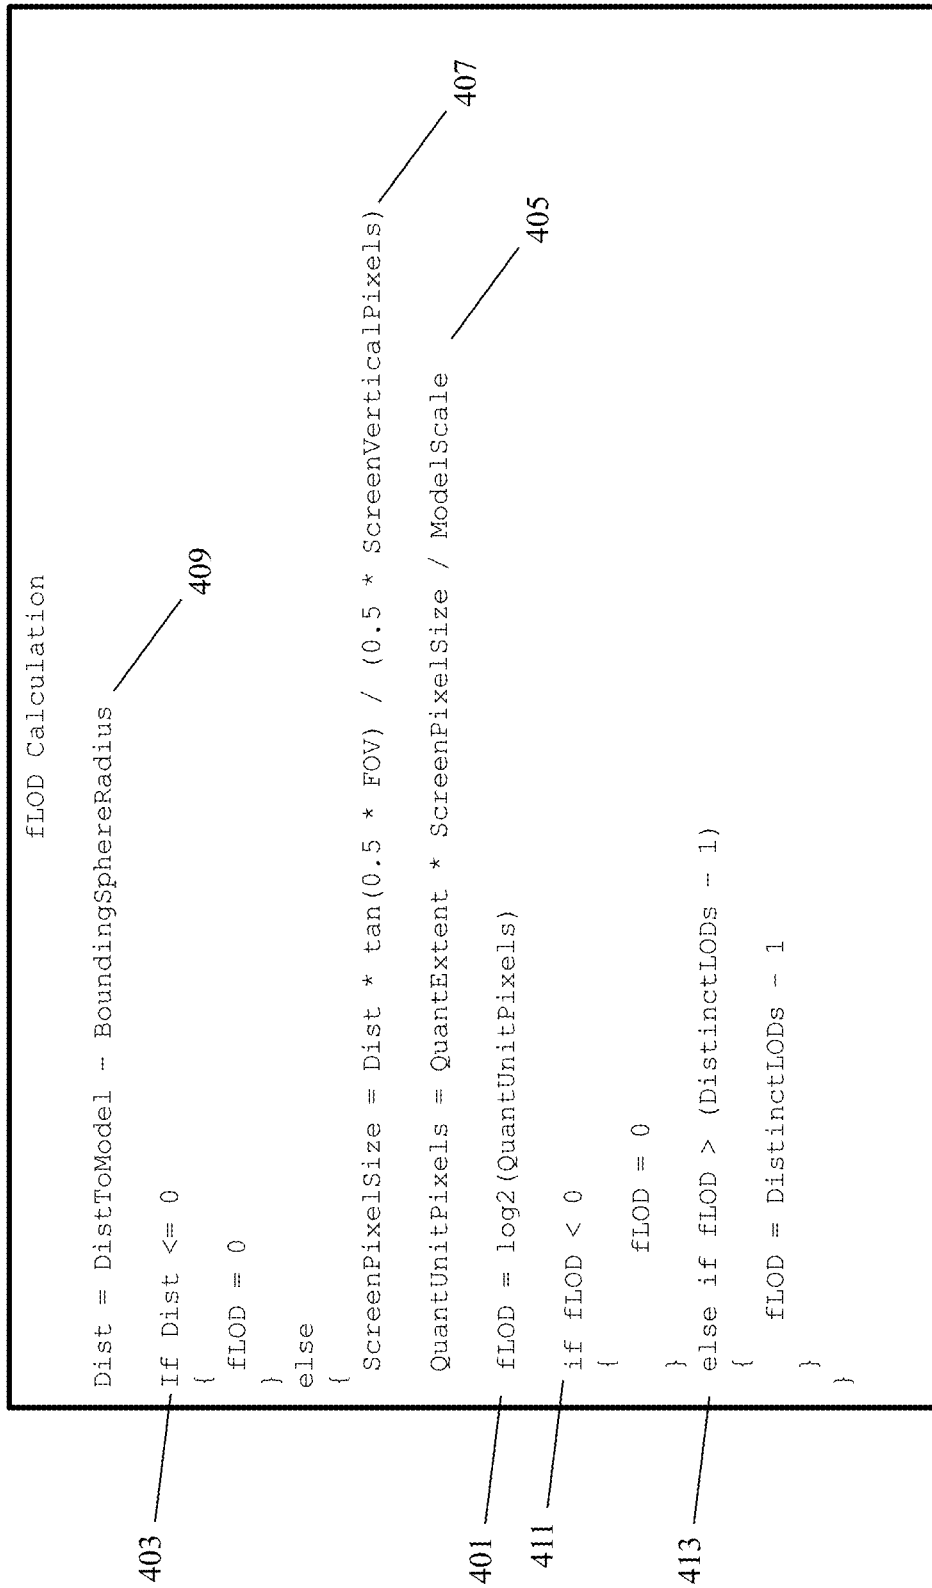 fLOD Calculation
Dist = DistToModel - BoundingSphereRadius
409
If Dist <= 0
403
{
fLOD = 0
}
else
{
ScreenPixelSize = Dist * tan(0.5 * FOV) / (0.5 * ScreenVerticalPixels)
407
QuantUnitPixels = QuantExtent * ScreenPixelSize / ModelScale
405
fLOD = log2(QuantUnitPixels)
401
if fLOD < 0
411
{
fLOD = 0
}
else if fLOD > (DistinctLODs - 1)
413
{
fLOD = DistinctLODs - 1
}
}